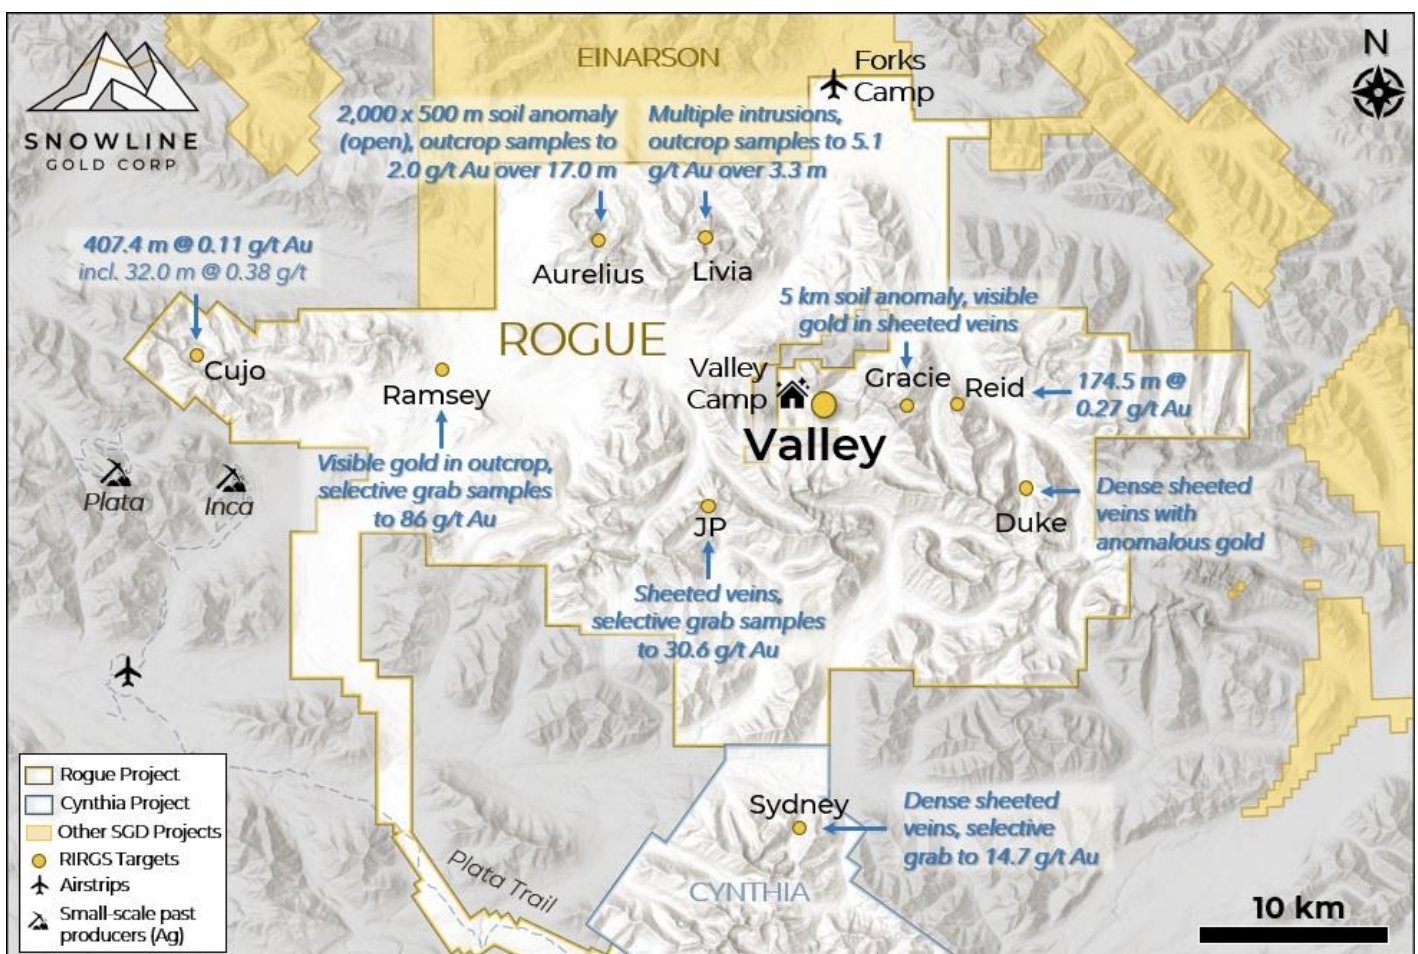 EINARSON
Forks
Camp
N
SNOWLINE
GOLD CORP
2,000 x 500 m soil anomaly
(open), outcrop samples to
2.0 g/t Au over 17.0 m
Multiple intrusions,
outcrop samples to 5.1
g/t Au over 3.3 m
407.4 m @ 0.11 g/t Au
incl. 32.0 m @ 0.38 g/t
Aurelius
Livia
5 km soil anomaly, visible
gold in sheeted veins
ROGUE
Cujo
Ramsey
Valley
Camp
Gracie
Reid
174.5 m @
0.27 g/t Au
Valley
Visible gold in outcrop,
selective grab samples
to 86 g/t Au
Plata
Inca
JP
Duke
Dense sheeted
veins with
anomalous gold
Sheeted veins,
selective grab samples
to 30.6 g/t Au
Rogue Project
Cynthia Project
Other SGD Projects
RIRGS Targets
Airstrips
Small-scale past
producers (Ag)
Plata Trail
Sydney
Dense sheeted
veins, selective
grab to 14.7 g/t Au
CYNTHIA
10 km